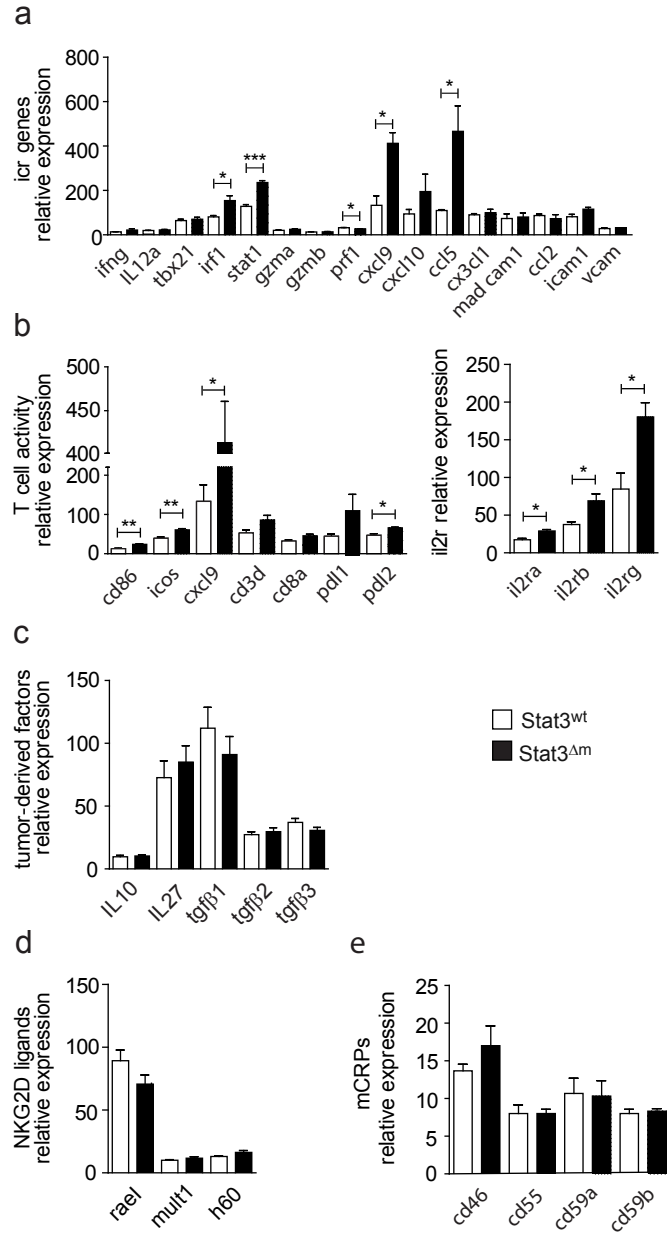 a
icr genes
relative expression
800
600
400
200
0
*
***
*
*
*
ifng
IL12a
tbx21
irf1
stat1
gzma
gzmb
prf1
cxcl9
cxcl10
ccl5
cx3cl1
mad cam1
ccl2
icam1
vcam
b
T cell activity
relative expression
500
450
400
200
100
0
**
**
*
*
cd86
icos
cxcl9
cd3d
cd8a
pdl1
pdl2
il2r relative expression
250
200
150
100
50
0
*
*
*
il2ra
il2rb
il2rg
c
tumor-derived factors
relative expression
150
100
50
0
IL10
IL27
tgfβ1
tgfβ2
tgfβ3
Stat3wt
Stat3Δm
d
NKG2D ligands
relative expression
150
100
50
0
raeI
mult1
h60
e
mCRPs
relative expression
25
20
15
10
5
0
cd46
cd55
cd59a
cd59b